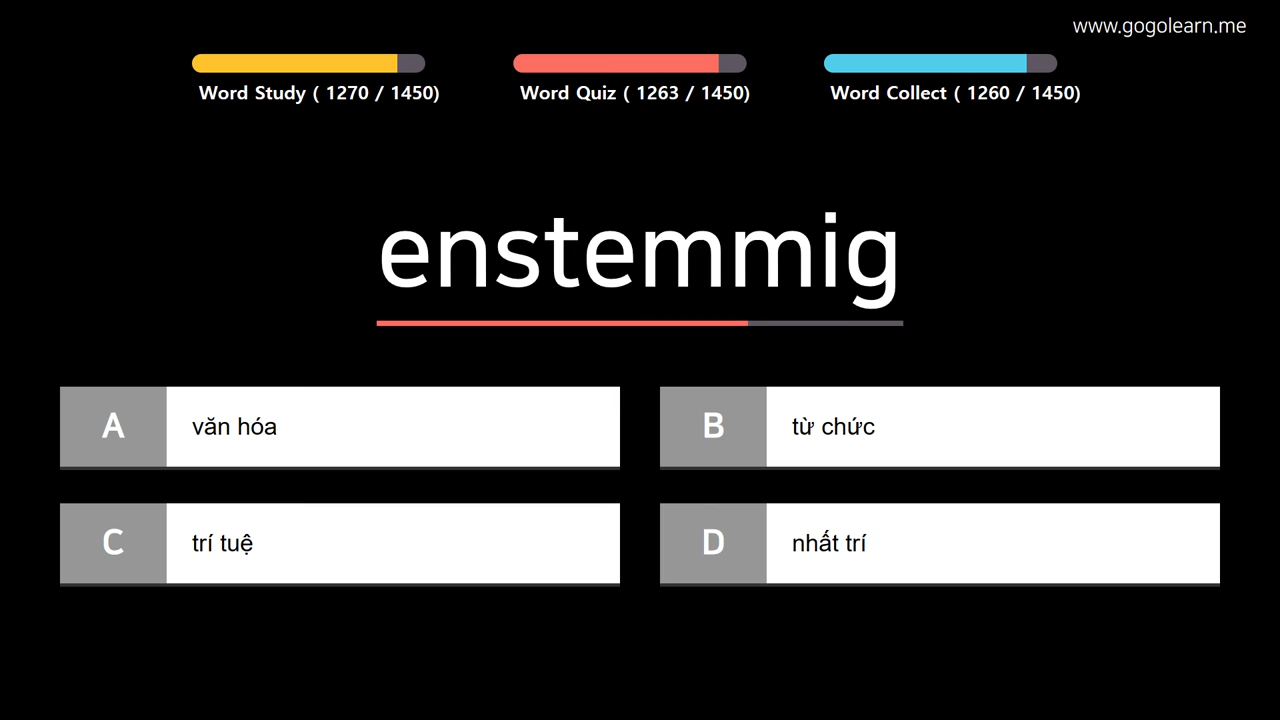 www.gogolearn.me
Word Study ( 1270 / 1450)
Word Quiz ( 1263 / 1450)
Word Collect ( 1260 / 1450)
enstemmig
A văn hóa
B từ chức
C trí tuệ
D nhất trí